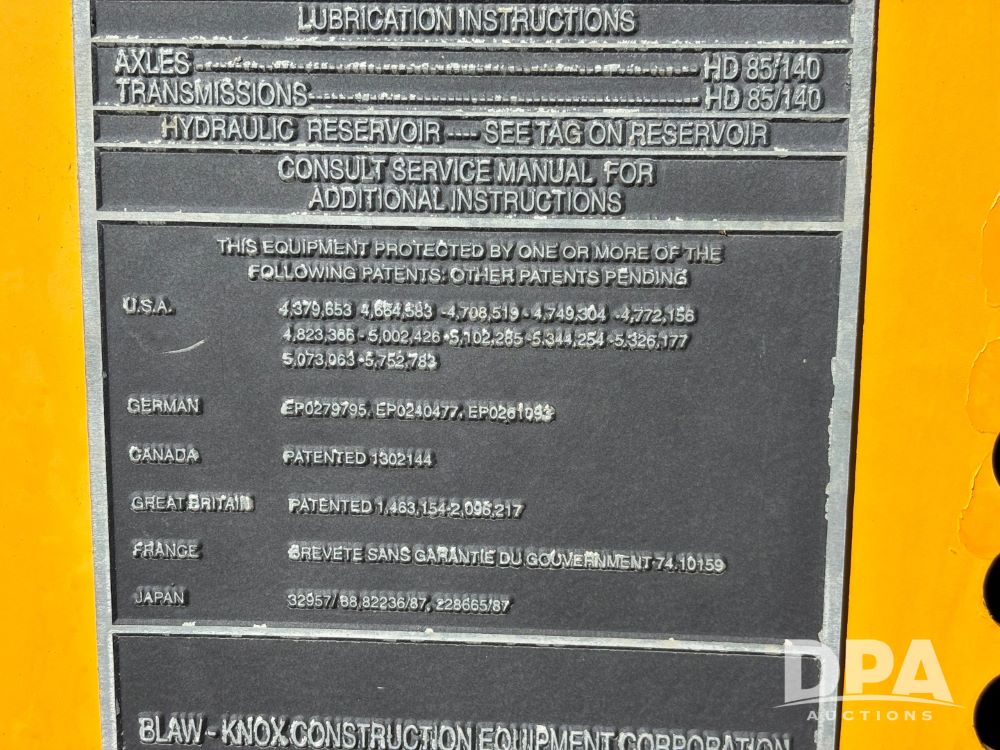 LUBRICATION INSTRUCTIONS
AXLES HD 85/140
TRANSMISSIONS HD 85/140
HYDRAULIC RESERVOIR ---- SEE TAG ON RESERVOIR
CONSULT SERVICE MANUAL FOR
ADDITIONAL INSTRUCTIONS
THIS EQUIPMENT PROTECTED BY ONE OR MORE OF THE
FOLLOWING PATENTS: OTHER PATENTS PENDING
U.S.A. 4,379,653 4,664,583 -4,708,519 - 4,749,304 -4,772,156
4,823,366 - 5,002,426 -5,102,285 -5,344,254 -5,326,177
5,073,063 -5,752,783
GERMAN EP0279795, EP0240477, EP0261093
CANADA PATENTED 1302144
GREAT BRITAIN PATENTED 1,463,154-2,096,217
FRANCE BREVETE SANS GARANTIE DU GOUVERNMENT 74.10159
JAPAN 32957/88,82236/87, 228665/87
BLAW - KNOX CONSTRUCTION EQUIPMENT CORPORATION
DPA
AUCTIONS